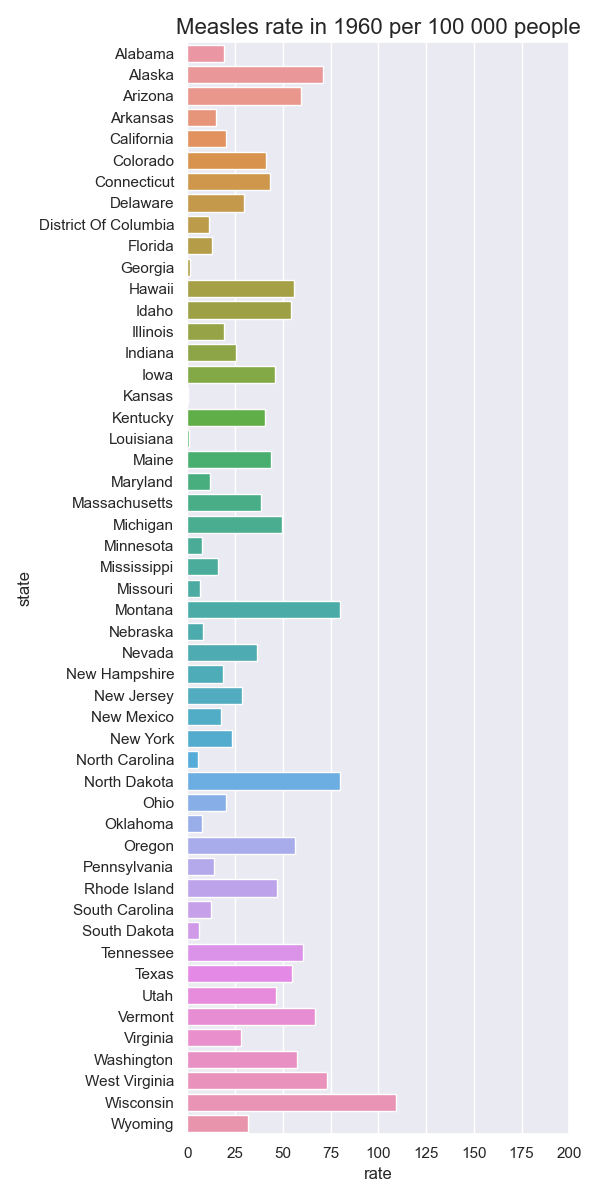 Measles rate in 1960 per 100 000 people
Alabama
Alaska
Arizona
Arkansas
California
Colorado
Connecticut
Delaware
District Of Columbia
Florida
Georgia
Hawaii
Idaho
Illinois
Indiana
Iowa
Kansas
Kentucky
Louisiana
Maine
Maryland
Massachusetts
Michigan
Minnesota
Mississippi
Missouri
Montana
Nebraska
Nevada
New Hampshire
New Jersey
New Mexico
New York
North Carolina
North Dakota
Ohio
Oklahoma
Oregon
Pennsylvania
Rhode Island
South Carolina
South Dakota
Tennessee
Texas
Utah
Vermont
Virginia
Washington
West Virginia
Wisconsin
Wyoming
state
0 25 50 75 100 125 150 175 200
rate